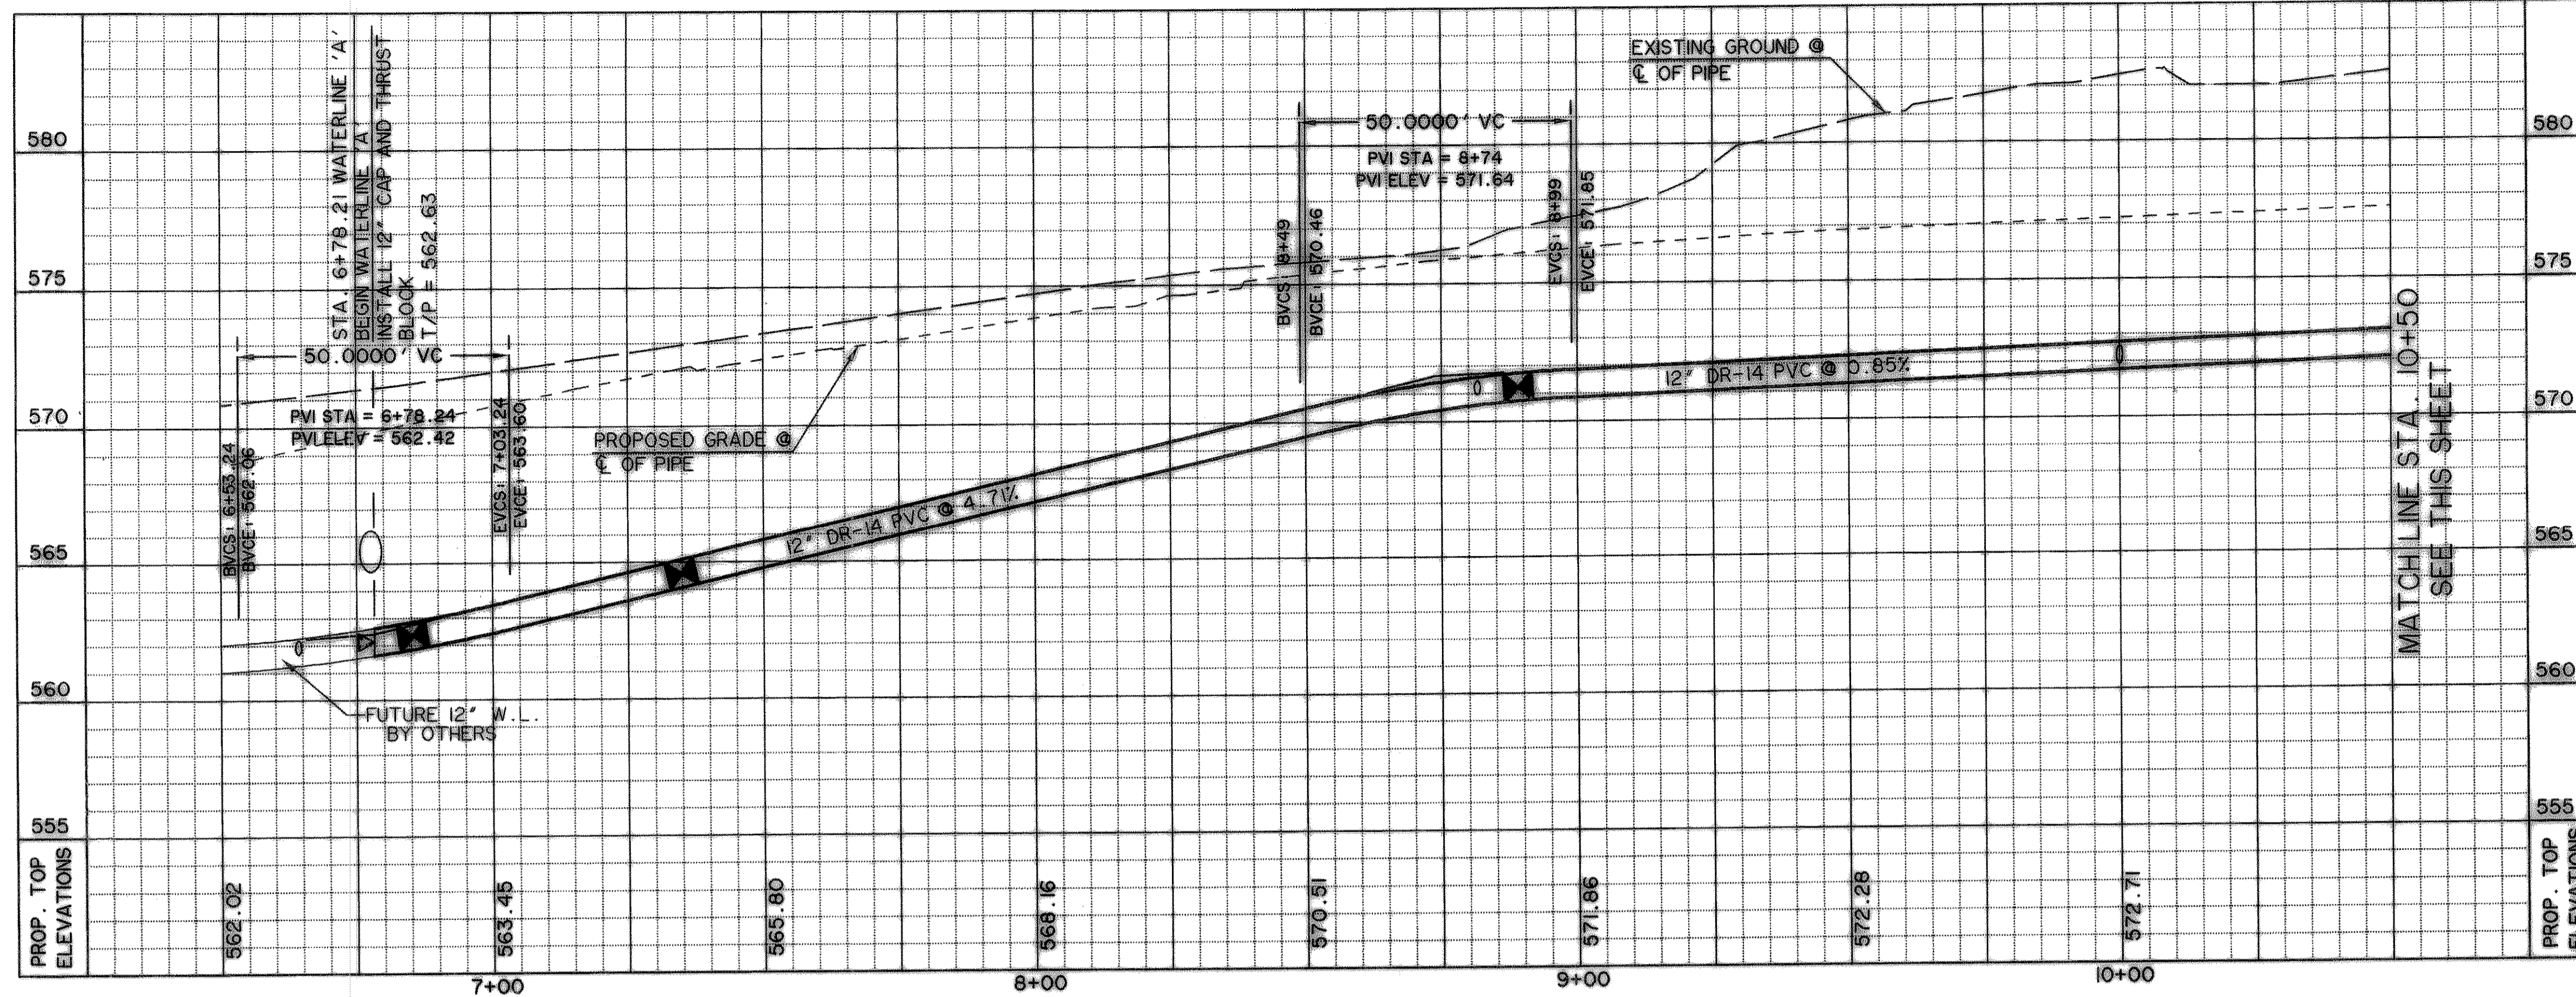 STA. 6+78.21 WATERLINE 'A'
BEGIN WATERLINE 'A'
INSTALL 12" CAP AND THRUST
BLOCK
T/P = 562.63
50.0000' VC
PVI STA = 6+78.24
PVI ELEV = 562.42
BVCS: 6+53.24
BVCE: 562.06
EVCS: 7+03.24
EVCE: 563.60
PROPOSED GRADE @
℄ OF PIPE
EXISTING GROUND @
℄ OF PIPE
50.0000' VC
PVI STA = 8+74
PVI ELEV = 571.64
BVCS: 8+49
BVCE: 570.46
EVCS: 8+99
EVCE: 571.85
12" DR-14 PVC @ 4.71%
12" DR-14 PVC @ 0.85%
MATCH LINE STA. 10+50
SEE THIS SHEET
FUTURE 12" W.L.
BY OTHERS
580
575
570
565
560
555
580
575
570
565
560
555
PROP. TOP
ELEVATIONS
562.02
563.45
565.80
568.16
570.51
571.86
572.28
572.71
PROP. TOP
ELEVATIONS
7+00
8+00
9+00
10+00